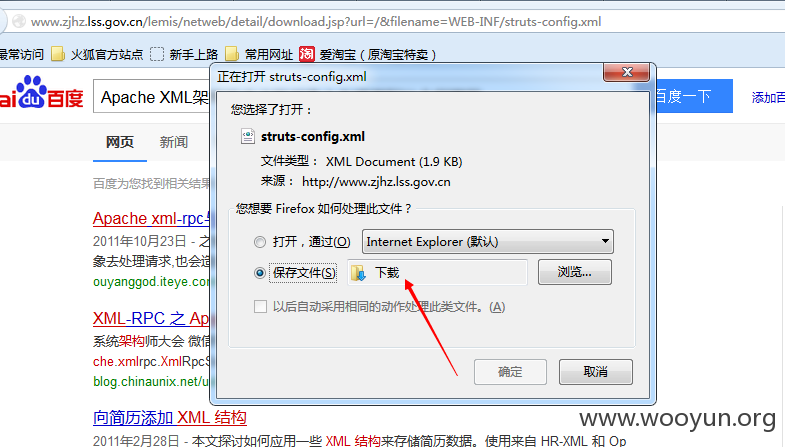 www.zjhz.lss.gov.cn/lemis/netweb/detail/download.jsp?url=/&filename=WEB-INF/struts-config.xml
最常访问 火狐官方站点 新手上路 常用网址 淘 爱淘宝（原淘宝特卖）
正在打开 struts-config.xml
Bai du 百度
Apache XML架
百度一下
添加百
您选择了打开：
struts-config.xml
网页 新闻
文件类型： XML Document (1.9 KB)
来源： http://www.zjhz.lss.gov.cn
百度为您找到相关结果
您想要 Firefox 如何处理此文件？
Apache xml-rpc
打开，通过(O) Internet Explorer (默认)
2011年10月23日 - 之
象去处理请求,也会
保存文件(S) 下载 浏览...
ouyanggod.iteye.com
以后自动采用相同的动作处理此类文件。(A)
XML-RPC 之 Ap
系统架构师大会 微信
che.xmlrpc.XmlRpcS
确定 取消
blog.chinaunix.net/u
向简历添加 XML 结构
www.wooyun.org
2011年2月28日 - 本文探讨如何应用一些 XML 结构来存储简历数据。使用来自 HR-XML 和 Op